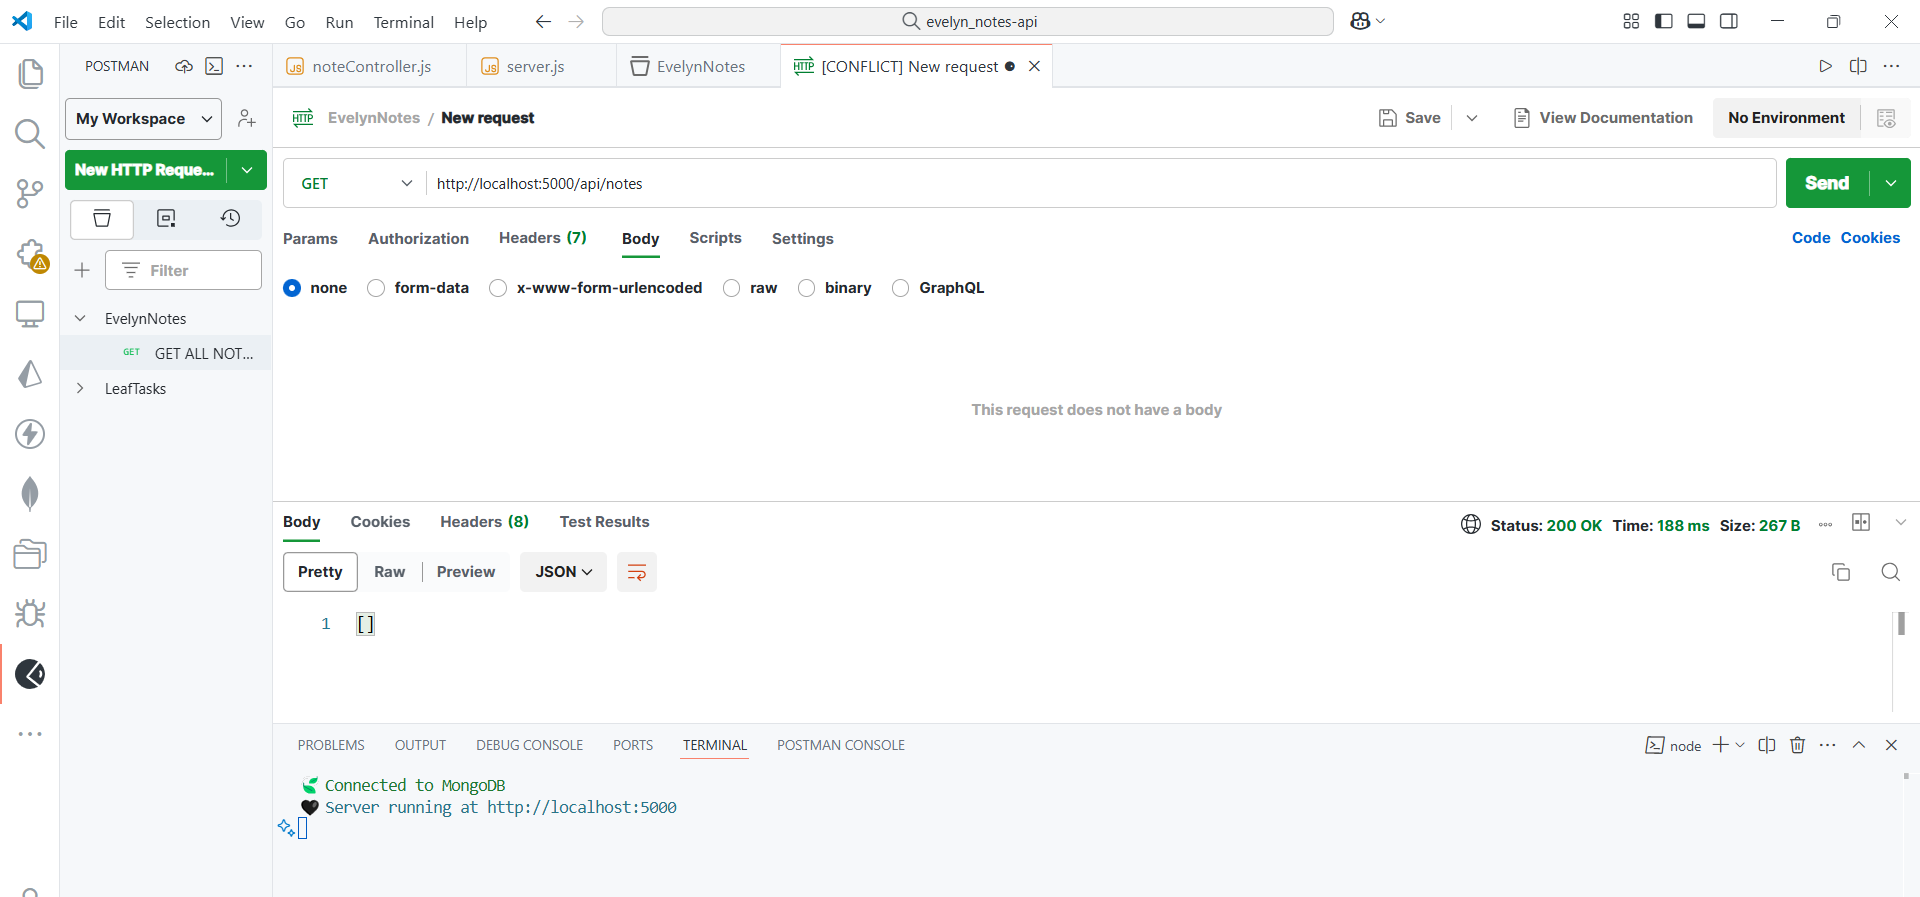 File Edit Selection View Go Run Terminal Help evelyn_notes-api
POSTMAN
JS noteController.js JS server.js EvelynNotes HTTP [CONFLICT] New request
My Workspace
HTTP EvelynNotes / New request Save View Documentation No Environment
New HTTP Reque...
GET http://localhost:5000/api/notes Send
Params Authorization Headers (7) Body Scripts Settings Code Cookies
Filter
none form-data x-www-form-urlencoded raw binary GraphQL
EvelynNotes
GET GET ALL NOT...
LeafTasks
This request does not have a body
Body Cookies Headers (8) Test Results Status: 200 OK Time: 188 ms Size: 267 B
Pretty Raw Preview JSON
1 []
PROBLEMS OUTPUT DEBUG CONSOLE PORTS TERMINAL POSTMAN CONSOLE node
Connected to MongoDB
Server running at http://localhost:5000